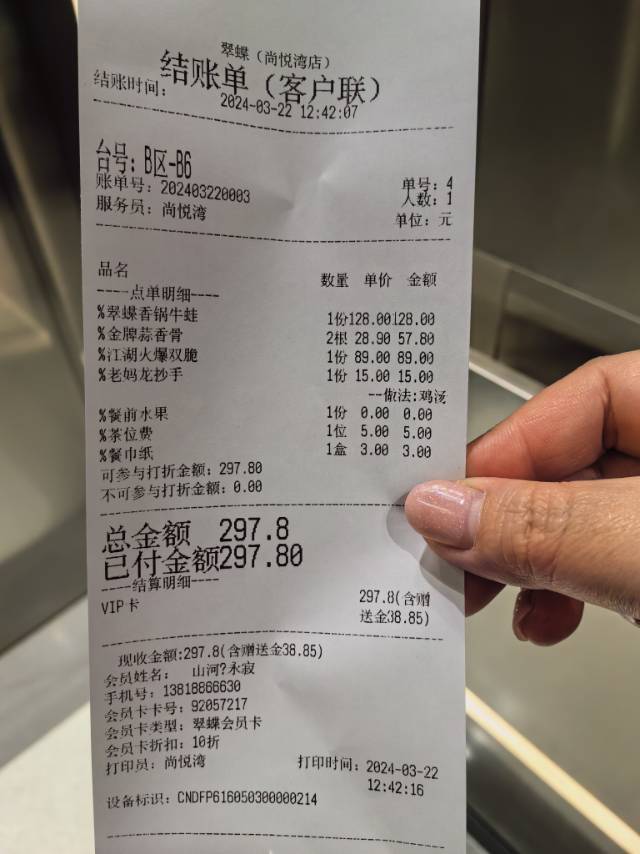 翠蝶（尚悦湾店）
结账单（客户联）
结账时间： 2024-03-22 12:42:07
台号：B区-B6
账单号：202403220003 单号：4
服务员：尚悦湾 人数：1
单位：元
品名 数量 单价 金额
----点单明细----
%翠蝶香锅牛蛙 1份128.00128.00
%金牌蒜香骨 2根 28.90 57.80
%江湖火爆双脆 1份 89.00 89.00
%老妈龙抄手 1份 15.00 15.00
--做法:鸡汤
%餐前水果 1份 0.00 0.00
%茶位费 1位 5.00 5.00
%餐巾纸 1盒 3.00 3.00
可参与打折金额：297.80
不可参与打折金额：0.00
总金额 297.8
已付金额297.80
----结算明细----
VIP卡 297.8(含赠
送金38.85)
现收金额:297.8(含赠送金38.85)
会员姓名： 山河?永寂
手机号：13818866630
会员卡卡号：92057217
会员卡类型：翠蝶会员卡
会员卡折扣：10折
打印员：尚悦湾 打印时间：2024-03-22
12:42:16
设备标识：CNDFP616050300000214